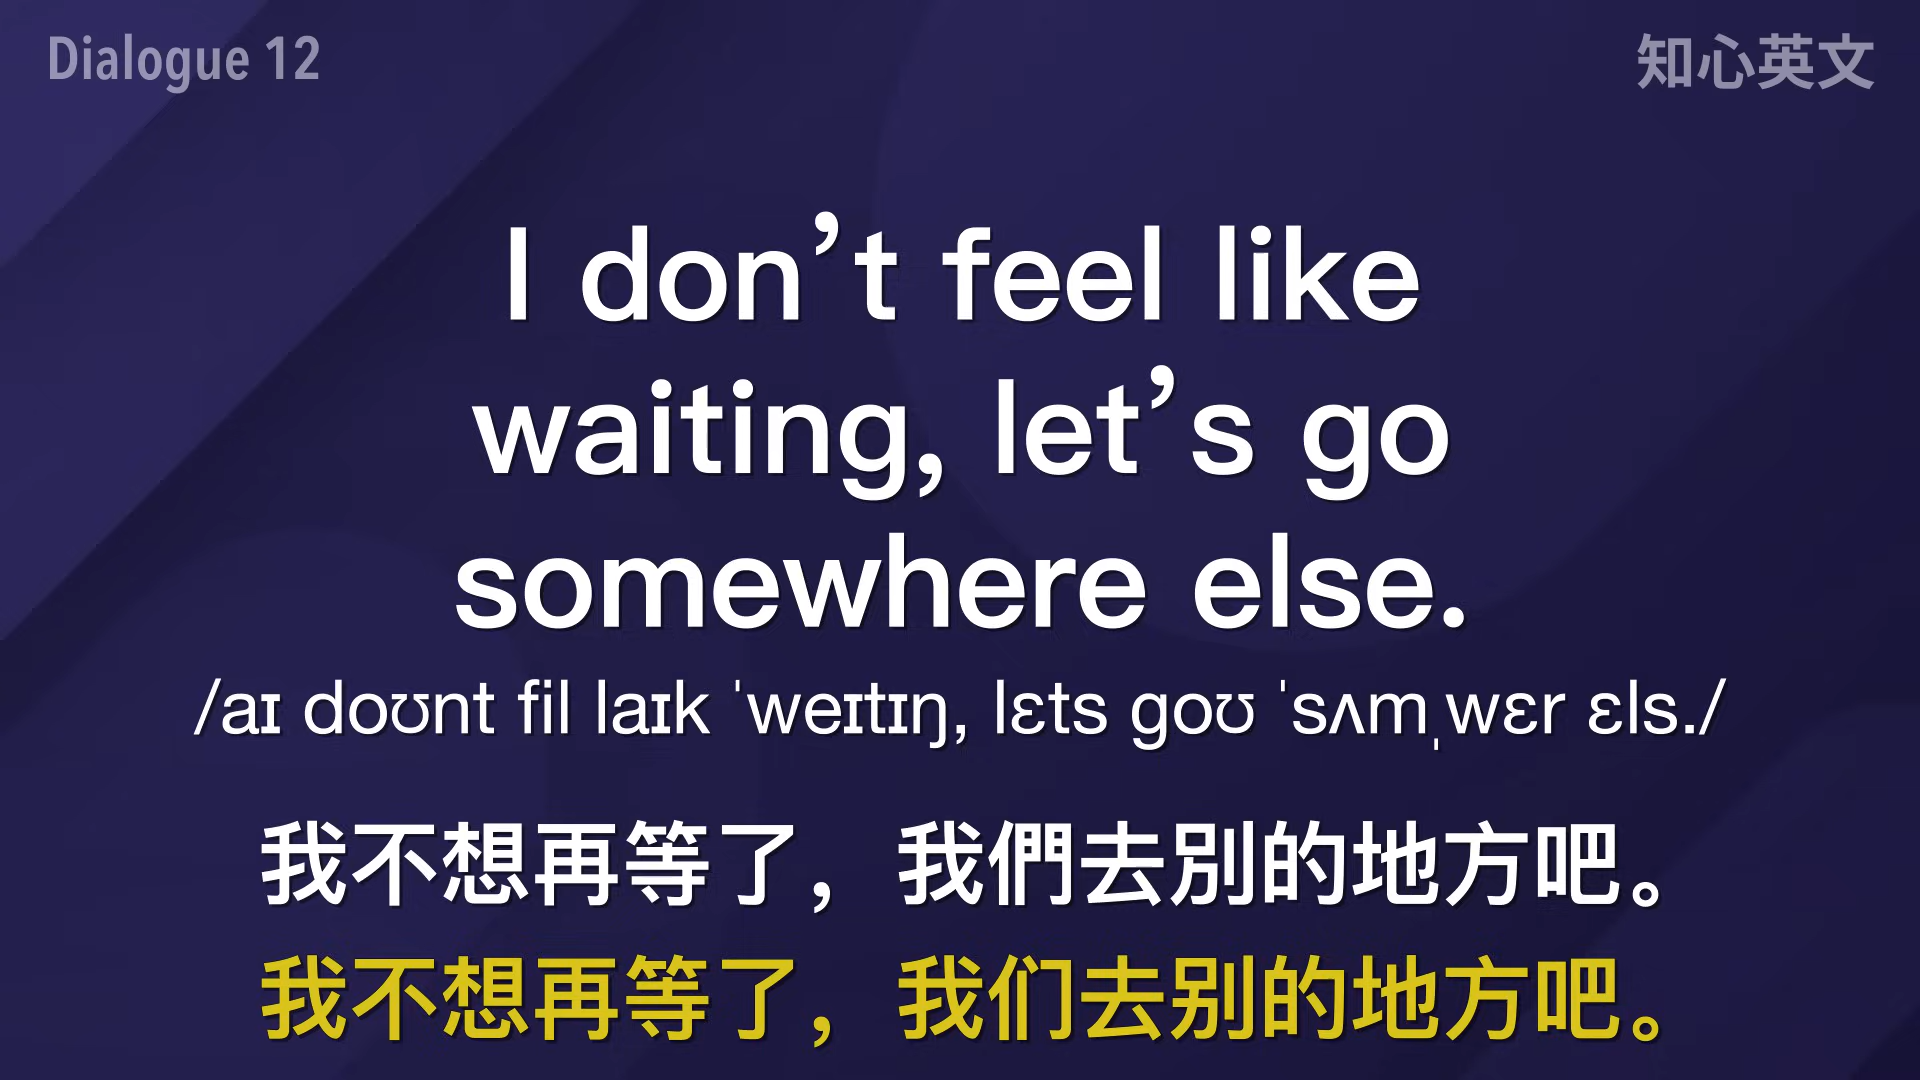 Dialogue 12
知心英文
I don’t feel like
waiting, let’s go
somewhere else.
/aɪ doʊnt fil laɪk ˈweɪtɪŋ, lɛts goʊ ˈsʌmˌwɛr ɛls./
我不想再等了，我們去別的地方吧。
我不想再等了，我们去别的地方吧。